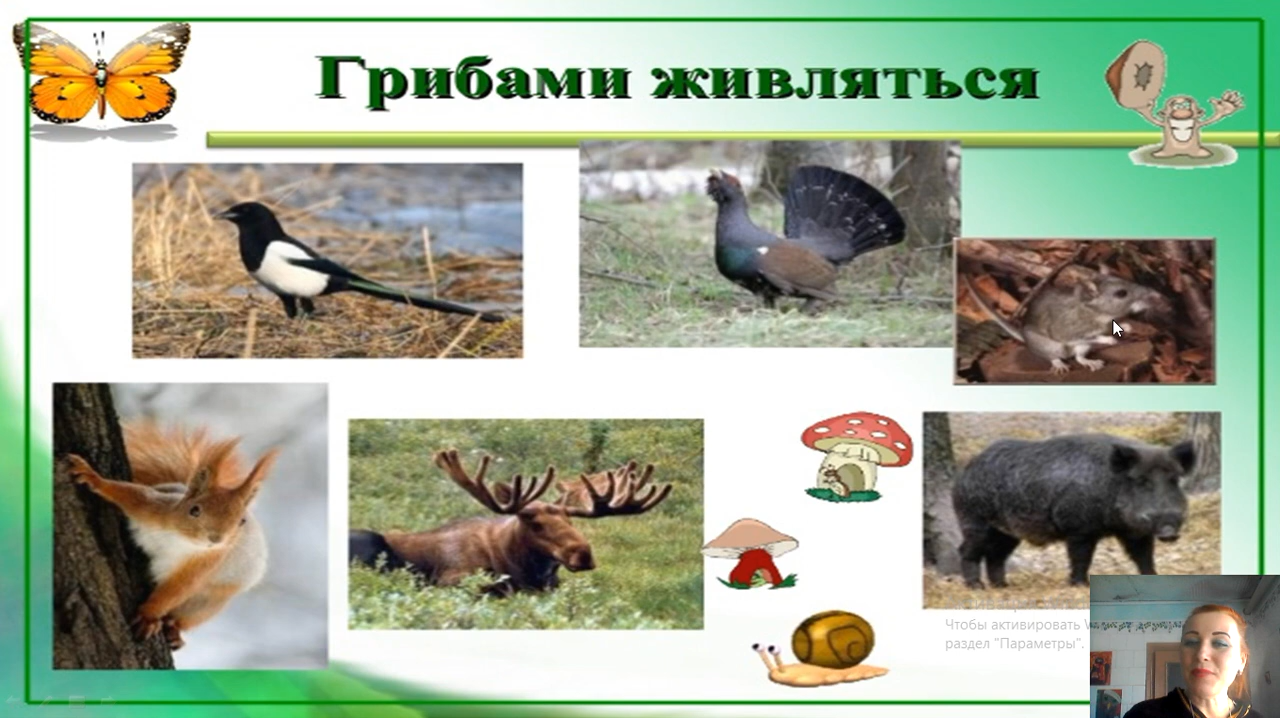 Грибами живляться
Чтобы активировать
раздел "Параметры".